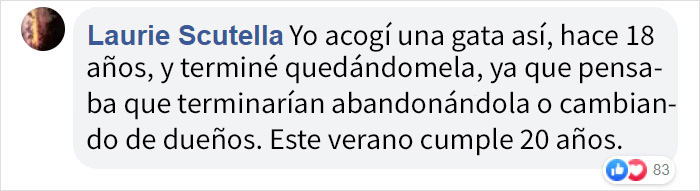 Laurie Scutella Yo acogí una gata así, hace 18
años, y terminé quedándomela, ya que pensa-
ba que terminarían abandonándola o cambian-
do de dueños. Este verano cumple 20 años.
83